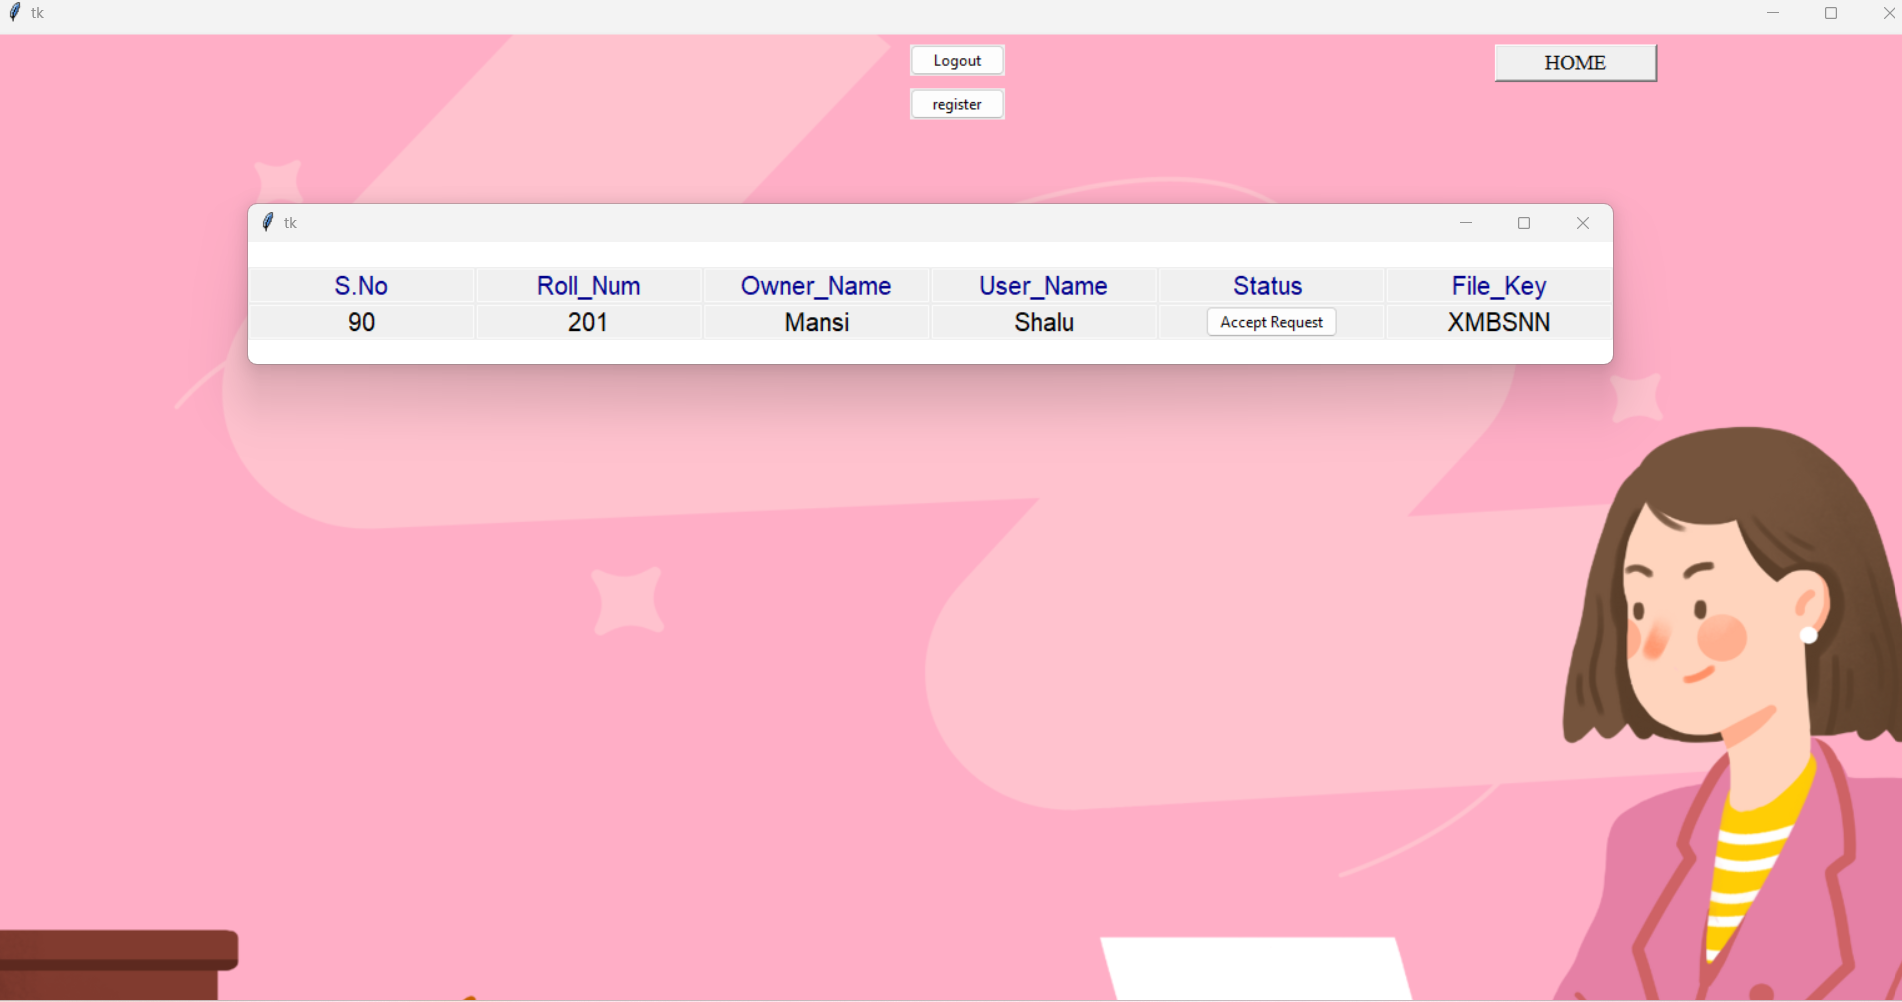 tk
Logout
HOME
register
tk
S.No Roll_Num Owner_Name User_Name Status File_Key
90 201 Mansi Shalu Accept Request XMBSNN